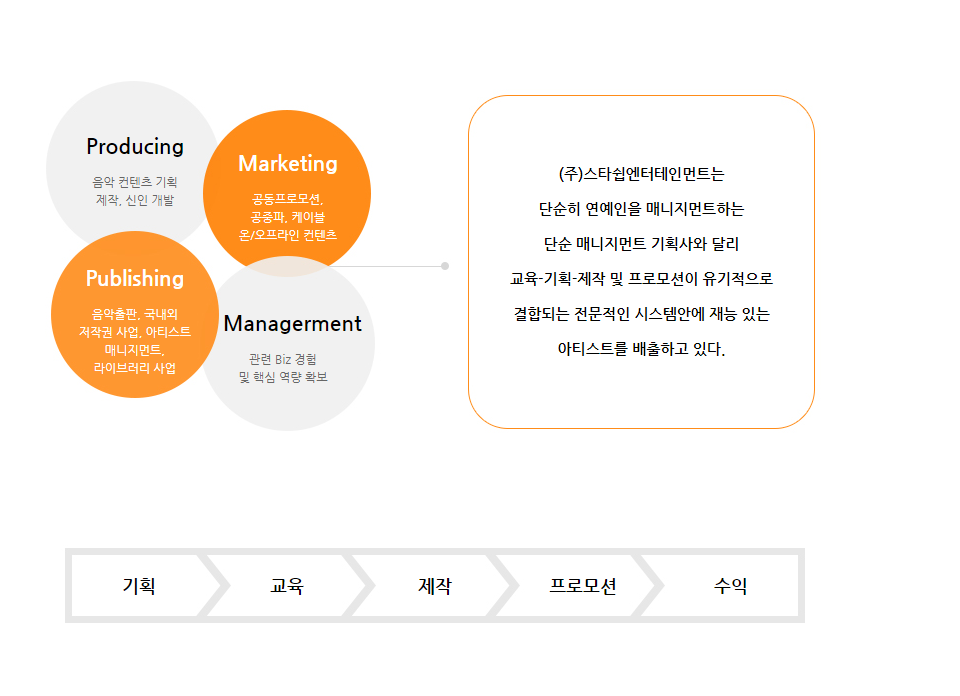 Producing
음악 컨텐츠 기획
제작, 신인 개발
Marketing
공동프로모션,
공중파, 케이블
온/오프라인 컨텐츠
Publishing
음악출판, 국내외
저작권 사업, 아티스트
매니지먼트,
라이브러리 사업
Managerment
관련 Biz 경험
및 핵심 역량 확보
(주)스타쉽엔터테인먼트는
단순히 연예인을 매니지먼트하는
단순 매니지먼트 기획사와 달리
교육-기획-제작 및 프로모션이 유기적으로
결합되는 전문적인 시스템안에 재능 있는
아티스트를 배출하고 있다.
기획
교육
제작
프로모션
수익